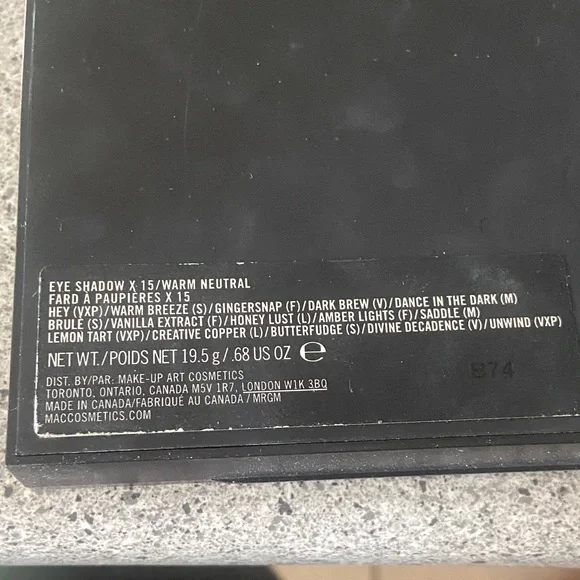 EYE SHADOW X 15/WARM NEUTRAL
FARD À PAUPIÈRES X 15
HEY (VXP)/WARM BREEZE (S)/GINGERSNAP (F)/DARK BREW (V)/DANCE IN THE DARK (M)
BRULÉ (S)/VANILLA EXTRACT (F)/HONEY LUST (L)/AMBER LIGHTS (F)/SADDLE (M)
LEMON TART (VXP)/CREATIVE COPPER (L)/BUTTERFUDGE (S)/DIVINE DECADENCE (V)/UNWIND (VXP)
NET WT./POIDS NET 19.5 g/.68 US OZ ℮
DIST. BY/PAR: MAKE-UP ART COSMETICS
TORONTO, ONTARIO, CANADA M5V 1R7, LONDON W1K 3BQ
MADE IN CANADA/FABRIQUÉ AU CANADA / MRGM
MACCOSMETICS.COM
B74